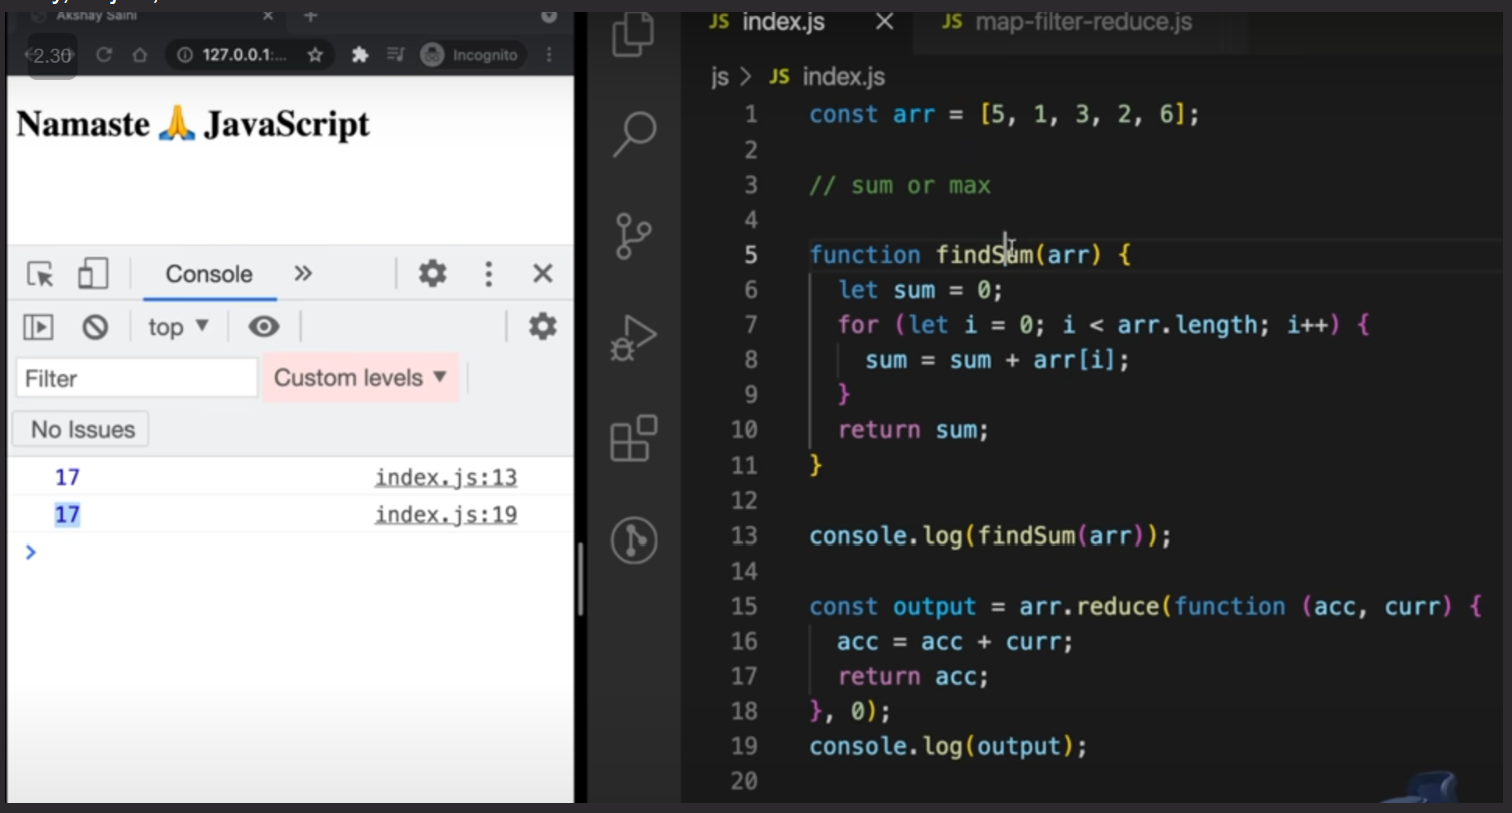 Akshay Saini
2.30
127.0.0.1:...
Incognito
Namaste 🙏 JavaScript
Console
top
Filter
Custom levels
No Issues
17 index.js:13
17 index.js:19
JS index.js
JS map-filter-reduce.js
js > JS index.js
1 const arr = [5, 1, 3, 2, 6];
2
3 // sum or max
4
5 function findSum(arr) {
6   let sum = 0;
7   for (let i = 0; i < arr.length; i++) {
8     sum = sum + arr[i];
9   }
10   return sum;
11 }
12
13 console.log(findSum(arr));
14
15 const output = arr.reduce(function (acc, curr) {
16   acc = acc + curr;
17   return acc;
18 }, 0);
19 console.log(output);
20